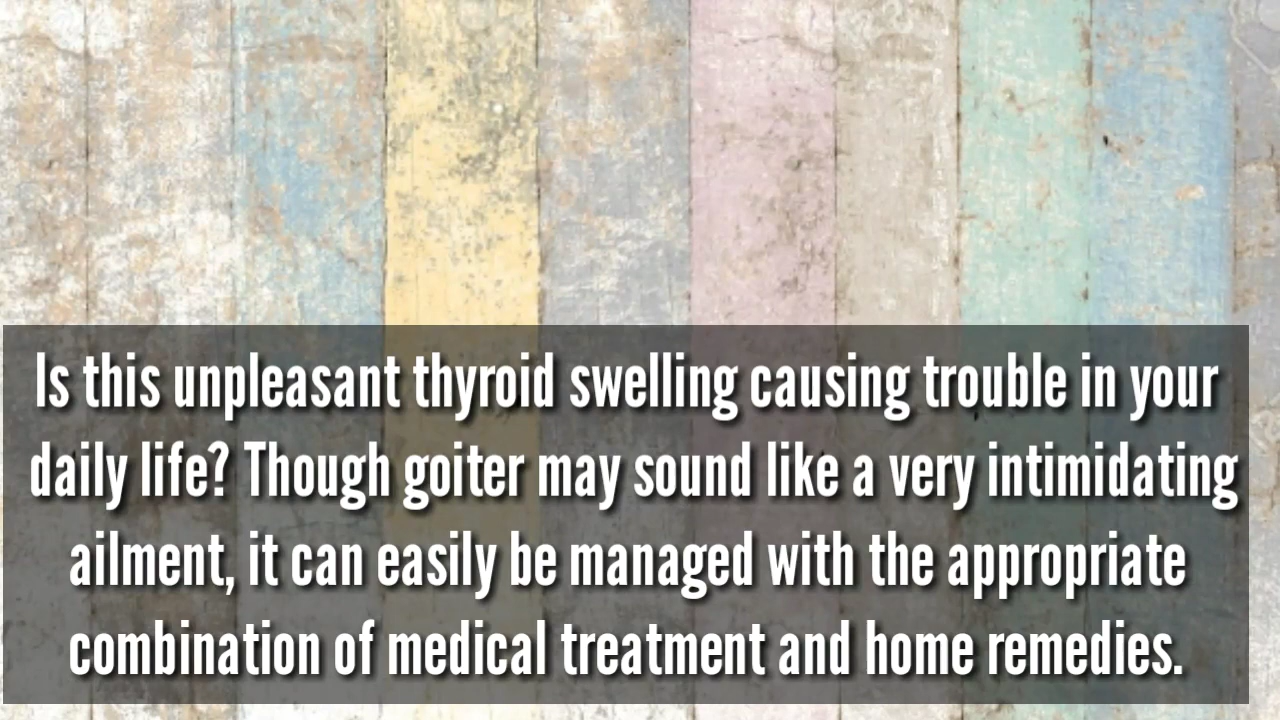 Is this unpleasant thyroid swelling causing trouble in your
daily life? Though goiter may sound like a very intimidating
ailment, it can easily be managed with the appropriate
combination of medical treatment and home remedies.